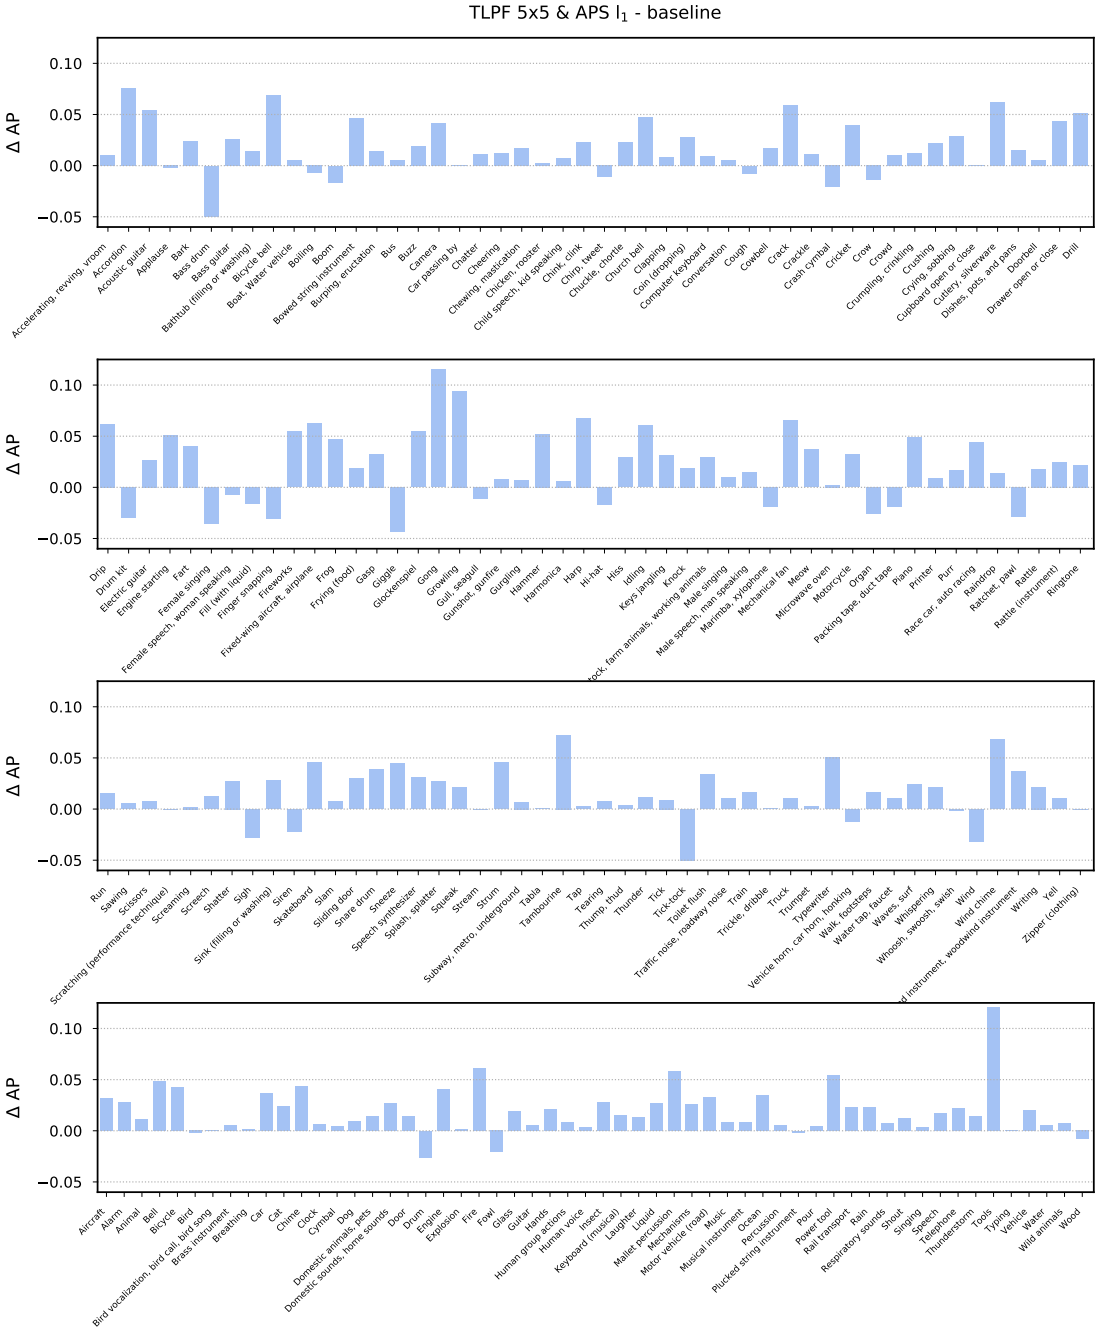 TLPF 5x5 & APS l1 - baseline
Δ AP
0.10
0.05
0.00
−0.05
Accelerating, revving, vroom
Accordion
Acoustic guitar
Applause
Bark
Bass drum
Bass guitar
Bathtub (filling or washing)
Bicycle bell
Boat, Water vehicle
Boiling
Boom
Bowed string instrument
Burping, eructation
Bus
Buzz
Camera
Car passing by
Chatter
Cheering
Chewing, mastication
Chicken, rooster
Child speech, kid speaking
Chink, clink
Chirp, tweet
Chuckle, chortle
Church bell
Clapping
Coin (dropping)
Computer keyboard
Conversation
Cough
Cowbell
Crack
Crackle
Crash cymbal
Cricket
Crow
Crowd
Crumpling, crinkling
Crushing
Crying, sobbing
Cupboard open or close
Cutlery, silverware
Dishes, pots, and pans
Doorbell
Drawer open or close
Drill
Δ AP
0.10
0.05
0.00
−0.05
Drip
Drum kit
Electric guitar
Engine starting
Fart
Female singing
Female speech, woman speaking
Fill (with liquid)
Finger snapping
Fireworks
Fixed-wing aircraft, airplane
Frog
Frying (food)
Gasp
Giggle
Glockenspiel
Gong
Growling
Gull, seagull
Gunshot, gunfire
Gurgling
Hammer
Harmonica
Harp
Hi-hat
Hiss
Idling
Keys jangling
Knock
tock, farm animals, working animals
Male singing
Male speech, man speaking
Marimba, xylophone
Mechanical fan
Meow
Microwave oven
Motorcycle
Organ
Packing tape, duct tape
Piano
Printer
Purr
Race car, auto racing
Raindrop
Ratchet, pawl
Rattle
Rattle (instrument)
Ringtone
Δ AP
0.10
0.05
0.00
−0.05
Run
Sawing
Scissors
Scratching (performance technique)
Screaming
Screech
Shatter
Sigh
Sink (filling or washing)
Siren
Skateboard
Slam
Sliding door
Snare drum
Sneeze
Speech synthesizer
Splash, splatter
Squeak
Stream
Strum
Subway, metro, underground
Tabla
Tambourine
Tap
Tearing
Thump, thud
Thunder
Tick
Tick-tock
Toilet flush
Traffic noise, roadway noise
Train
Trickle, dribble
Truck
Trumpet
Typewriter
Vehicle horn, car horn, honking
Walk, footsteps
Water tap, faucet
Waves, surf
Whispering
Whoosh, swoosh, swish
Wind
Wind chime
nd instrument, woodwind instrument
Writing
Yell
Zipper (clothing)
Δ AP
0.10
0.05
0.00
−0.05
Aircraft
Alarm
Animal
Bell
Bicycle
Bird
Bird vocalization, bird call, bird song
Brass instrument
Breathing
Car
Cat
Chime
Clock
Cymbal
Dog
Domestic animals, pets
Domestic sounds, home sounds
Door
Drum
Engine
Explosion
Fire
Fowl
Glass
Guitar
Hands
Human group actions
Human voice
Insect
Keyboard (musical)
Laughter
Liquid
Mallet percussion
Mechanisms
Motor vehicle (road)
Music
Musical instrument
Ocean
Percussion
Plucked string instrument
Pour
Power tool
Rail transport
Rain
Respiratory sounds
Shout
Singing
Speech
Telephone
Thunderstorm
Tools
Typing
Vehicle
Water
Wild animals
Wood